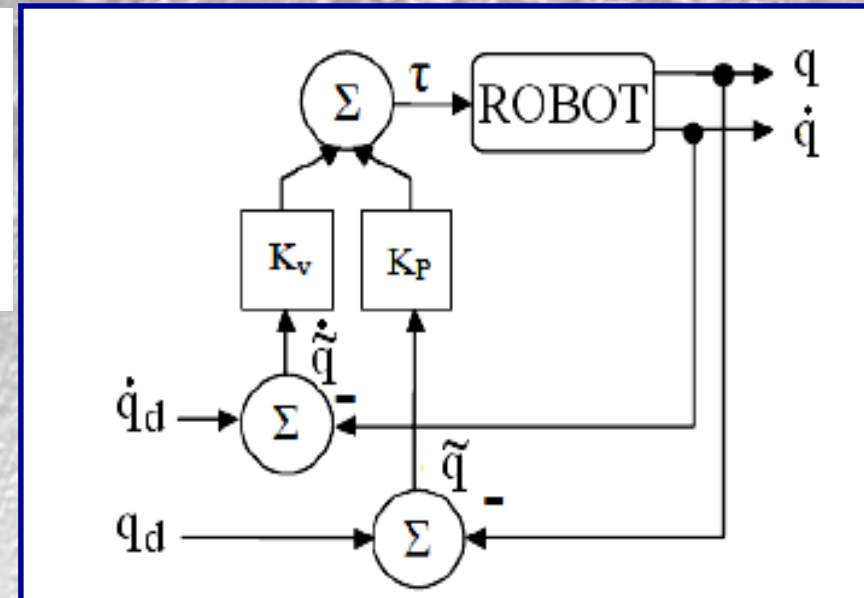 Σ
τ
ROBOT
q
q̇
Kv
KP
q̃̇
q̇d
Σ
-
q̃
-
qd
Σ